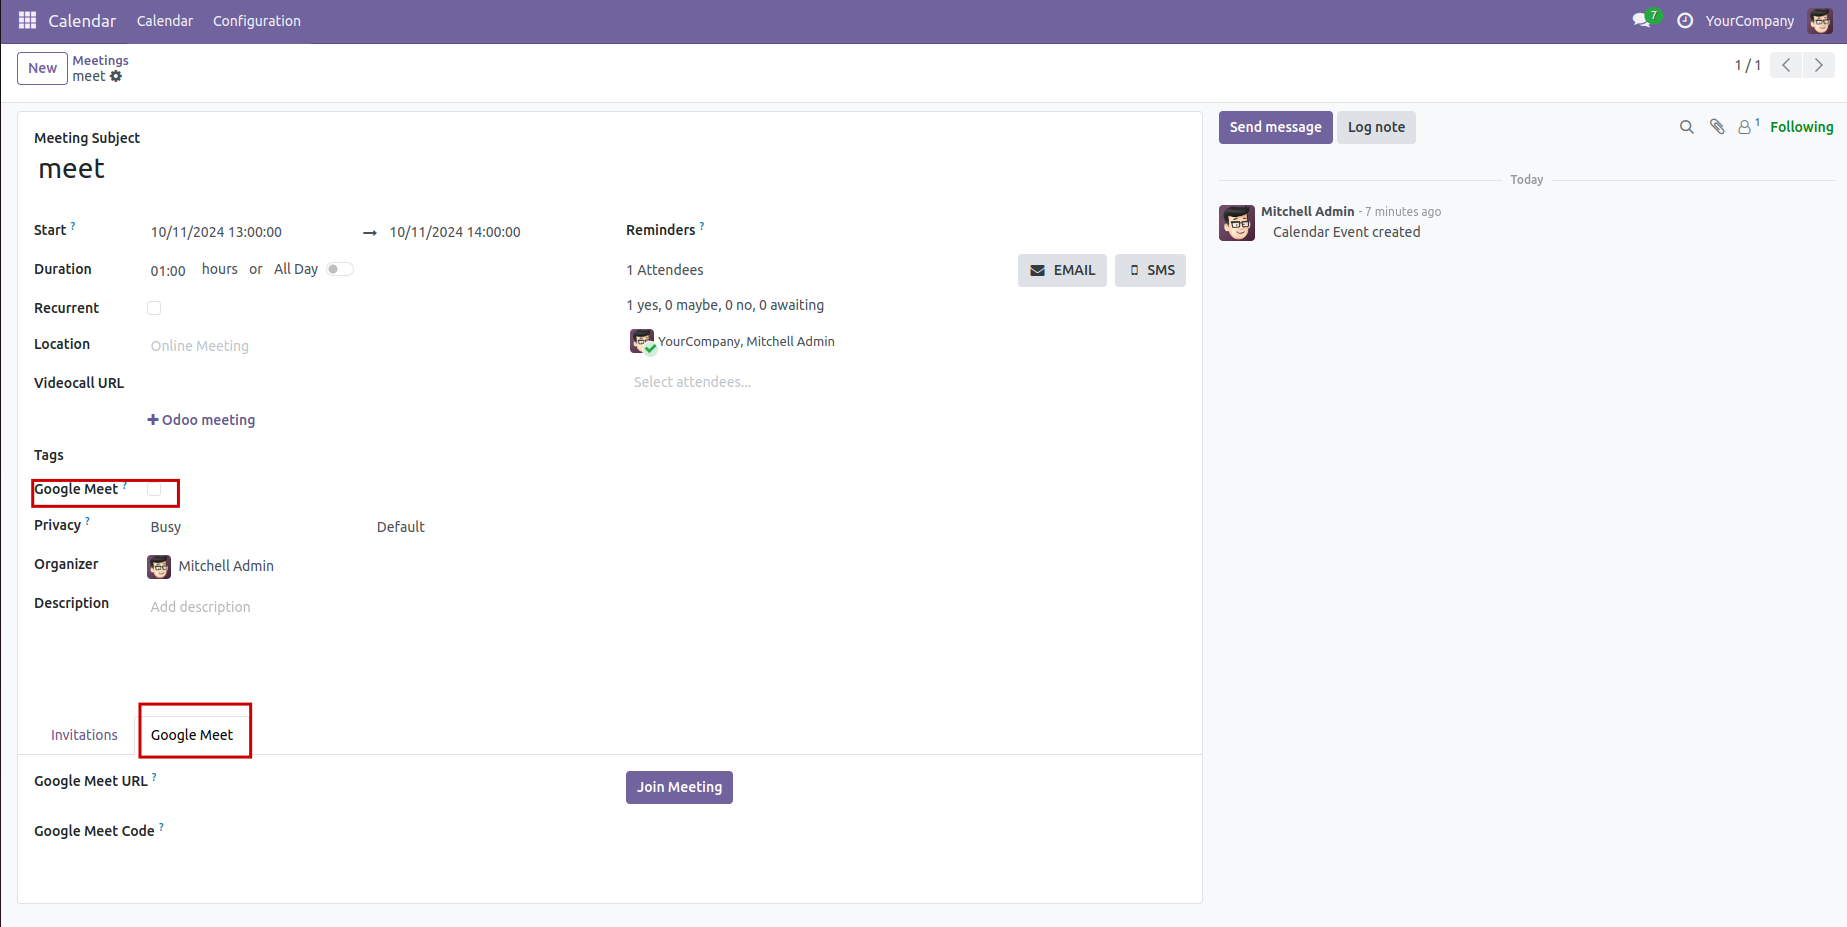 Calendar Calendar Configuration 7 YourCompany
New Meetings
meet
1 / 1
Meeting Subject
meet
Start ? 10/11/2024 13:00:00 → 10/11/2024 14:00:00
Duration 01:00 hours or All Day
Recurrent
Location Online Meeting
Videocall URL
+ Odoo meeting
Tags
Google Meet ?
Privacy ? Busy Default
Organizer Mitchell Admin
Description Add description
Reminders ?
1 Attendees EMAIL SMS
1 yes, 0 maybe, 0 no, 0 awaiting
YourCompany, Mitchell Admin
Select attendees...
Invitations Google Meet
Google Meet URL ? Join Meeting
Google Meet Code ?
Send message Log note 1 Following
Today
Mitchell Admin - 7 minutes ago
Calendar Event created